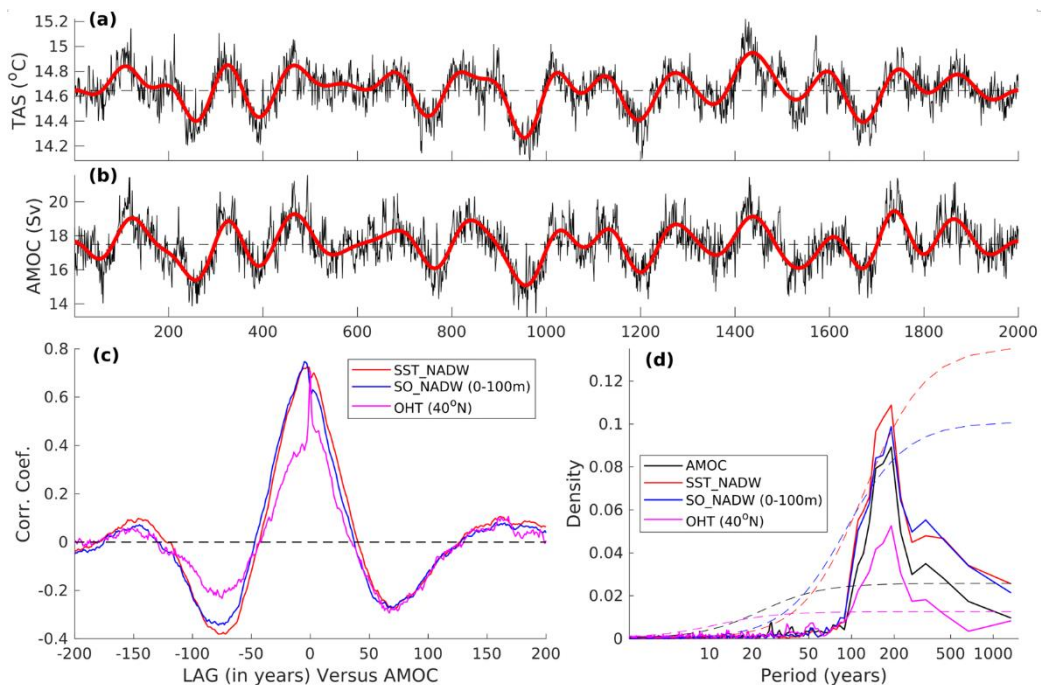 (a)
TAS (°C)
15.2
15
14.8
14.6
14.4
14.2
(b)
AMOC (Sv)
20
18
16
14
200 400 600 800 1000 1200 1400 1600 1800 2000
(c)
Corr. Coef.
0.8
0.6
0.4
0.2
0
-0.2
-0.4
SST_NADW
SO_NADW (0-100m)
OHT (40°N)
-200 -150 -100 -50 0 50 100 150 200
LAG (in years) Versus AMOC
(d)
Density
0.12
0.1
0.08
0.06
0.04
0.02
0
AMOC
SST_NADW
SO_NADW (0-100m)
OHT (40°N)
10 20 50 100 200 500 1000
Period (years)